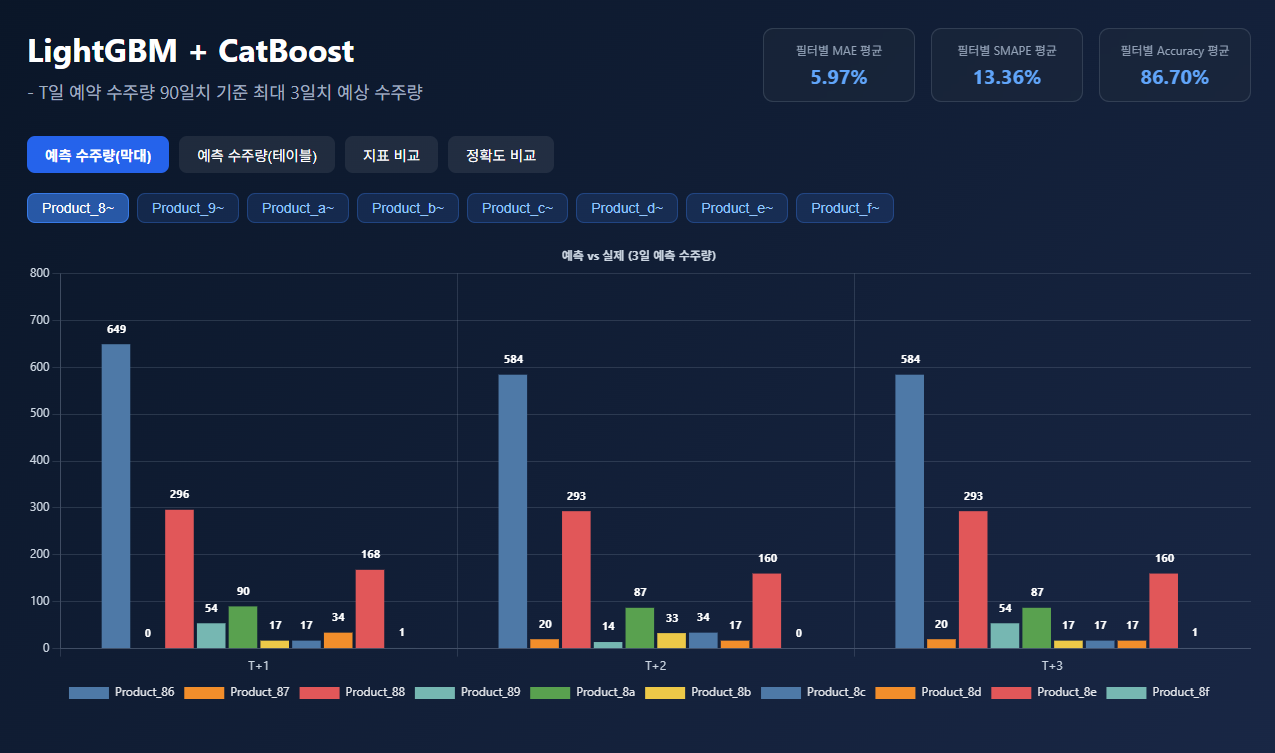 LightGBM + CatBoost
- T일 예약 수주량 90일치 기준 최대 3일치 예상 수주량
필터별 MAE 평균
5.97%
필터별 SMAPE 평균
13.36%
필터별 Accuracy 평균
86.70%
예측 수주량(막대) 예측 수주량(테이블) 지표 비교 정확도 비교
Product_8~ Product_9~ Product_a~ Product_b~ Product_c~ Product_d~ Product_e~ Product_f~
예측 vs 실제 (3일 예측 수주량)
800
700
600
500
400
300
200
100
0
649 0 296 54 90 17 17 34 168 1
584 20 293 14 87 33 34 17 160 0
584 20 293 54 87 17 17 17 160 1
T+1 T+2 T+3
Product_86 Product_87 Product_88 Product_89 Product_8a Product_8b Product_8c Product_8d Product_8e Product_8f